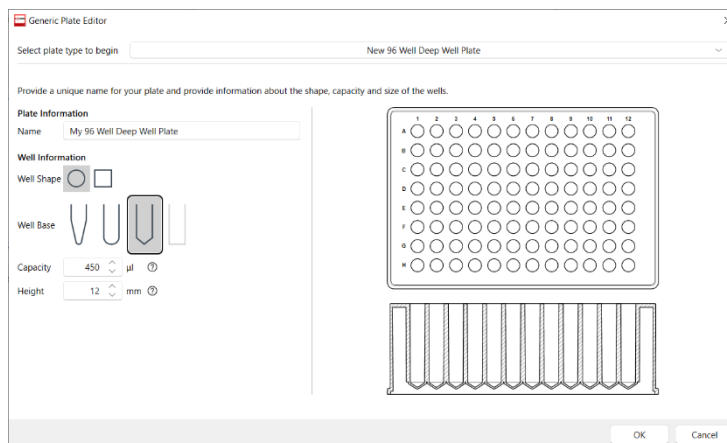 Generic Plate Editor
Select plate type to begin New 96 Well Deep Well Plate
Provide a unique name for your plate and provide information about the shape, capacity and size of the wells.
Plate Information
Name My 96 Well Deep Well Plate
Well Information
Well Shape
Well Base
Capacity 450 µl ?
Height 12 mm ?
1 2 3 4 5 6 7 8 9 10 11 12
A
B
C
D
E
F
G
H
OK Cancel